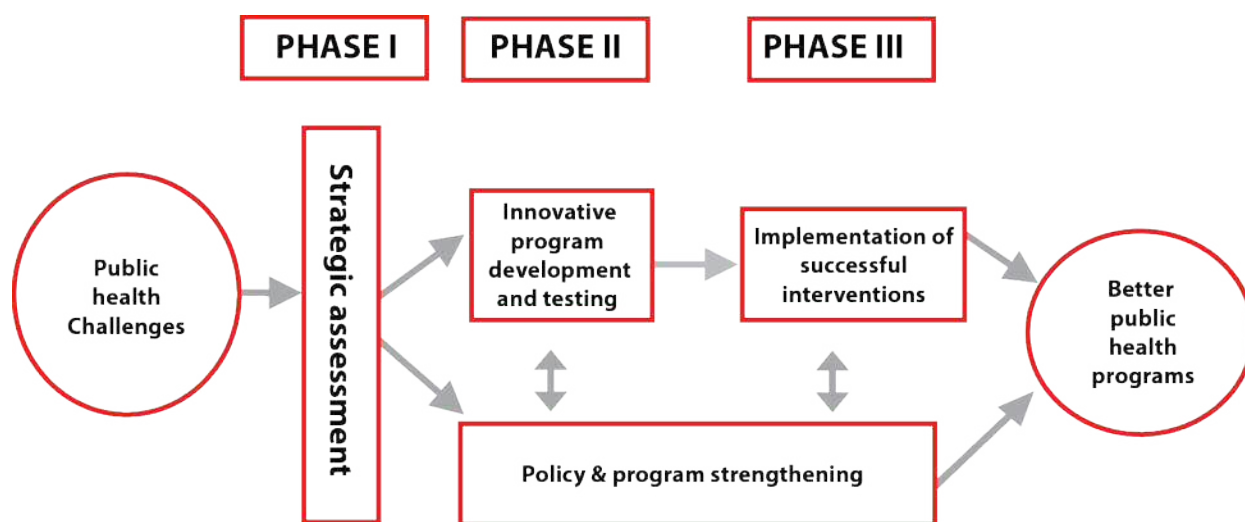 PHASE I
PHASE II
PHASE III
Public
health
Challenges
Strategic assessment
Innovative
program
development
and testing
Implementation of
successful
interventions
Policy & program strengthening
Better
public
health
programs